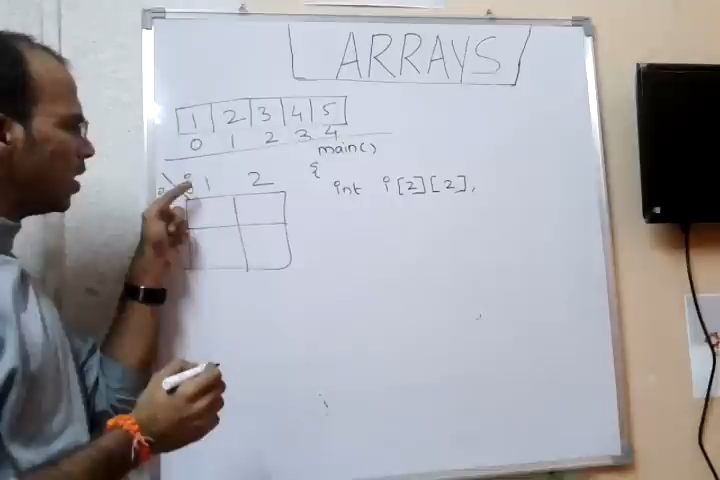 ARRAYS
1 2 3 4 5
0 1 2 3 4
main()
{
1 2
int i[2][2],